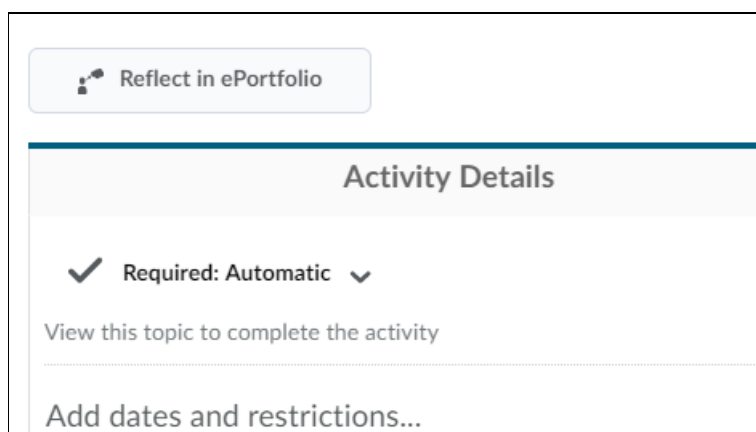 Reflect in ePortfolio
Activity Details
Required: Automatic
View this topic to complete the activity
Add dates and restrictions...